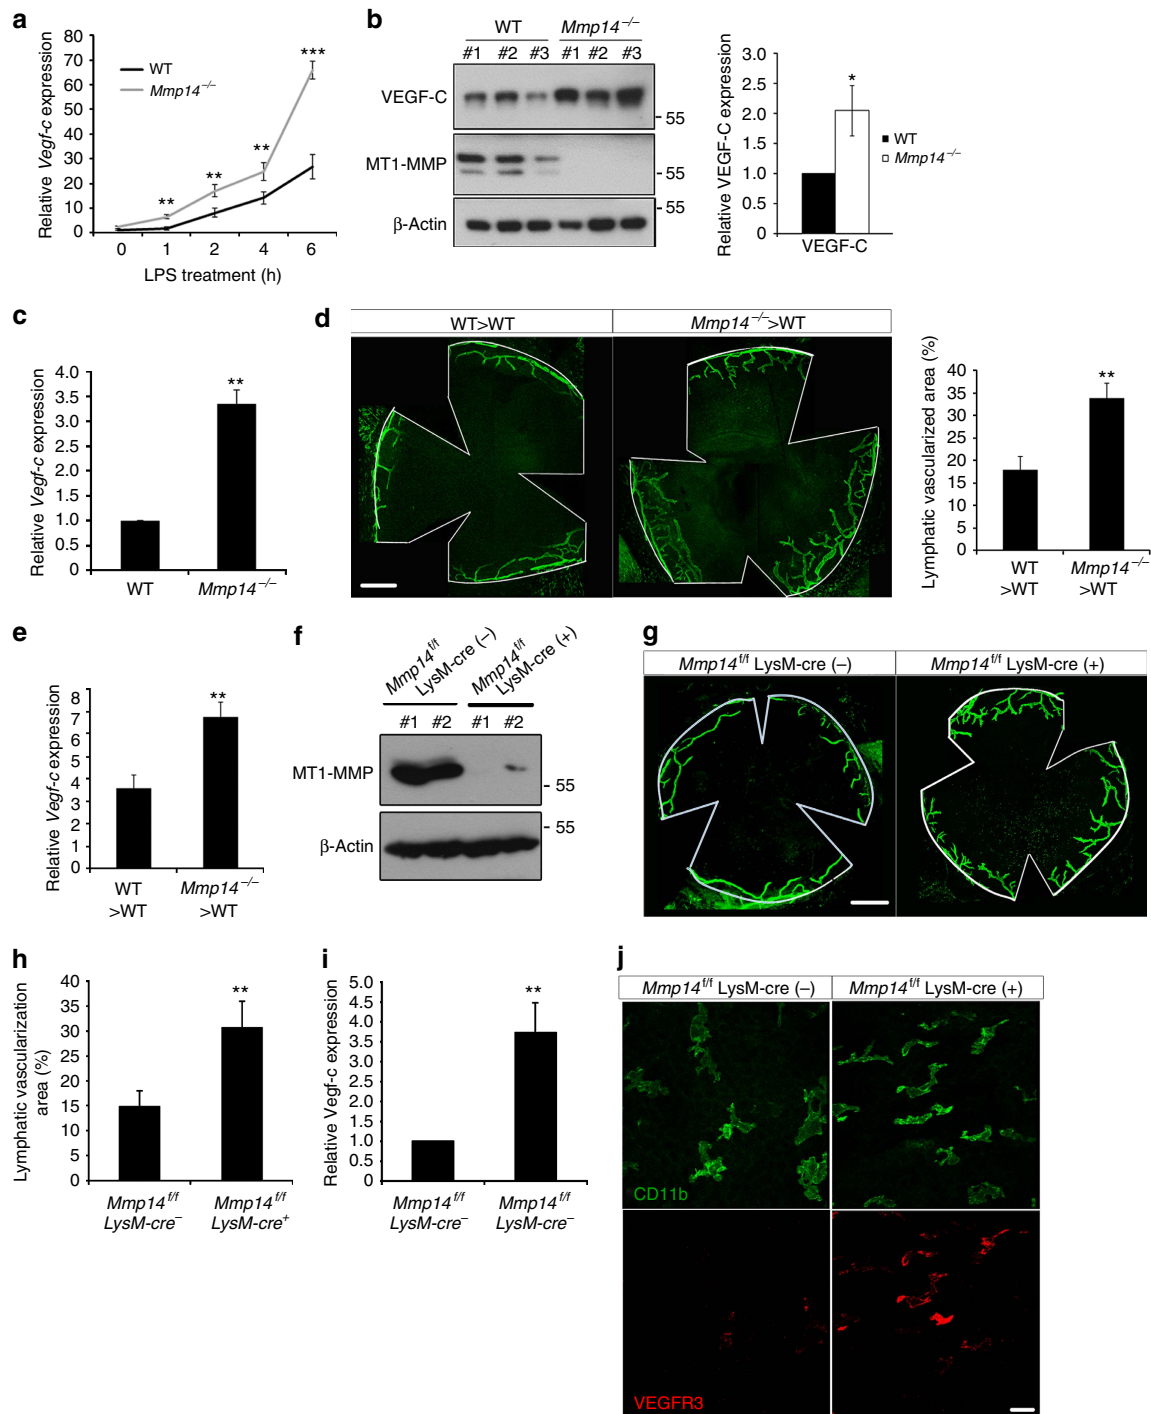 a
Relative Vegf-c expression
80
70
60
50
40
30
20
10
0
WT
Mmp14–/–
**
**
**
***
0 1 2 4 6
LPS treatment (h)
b
WT Mmp14–/–
#1 #2 #3 #1 #2 #3
VEGF-C
- 55
MT1-MMP
- 55
β-Actin
Relative VEGF-C expression
3.0
2.5
2.0
1.5
1.0
0.5
0
*
WT
Mmp14–/–
VEGF-C
c
Relative Vegf-c expression
4.0
3.5
3.0
2.5
2.0
1.5
1.0
0.5
0
**
WT Mmp14–/–
d
WT>WT Mmp14–/–>WT
Lymphatic vascularized area (%)
40
35
30
25
20
15
10
5
0
**
WT >WT
Mmp14–/– >WT
e
Relative Vegf-c expression
8
7
6
5
4
3
2
1
0
**
WT >WT
Mmp14–/– >WT
f
Mmp14f/f LysM-cre (–)
Mmp14f/f LysM-cre (+)
#1 #2 #1 #2
MT1-MMP
- 55
- 55
β-Actin
g
Mmp14f/f LysM-cre (–) Mmp14f/f LysM-cre (+)
h
Lymphatic vascularization area (%)
40
35
30
25
20
15
10
5
0
**
Mmp14f/f LysM-cre–
Mmp14f/f LysM-cre+
i
Relative Vegf-c expression
5.0
4.5
4.0
3.5
3.0
2.5
2.0
1.5
1.0
0.5
0
**
Mmp14f/f LysM-cre–
Mmp14f/f LysM-cre–
j
Mmp14f/f LysM-cre (–) Mmp14f/f LysM-cre (+)
CD11b
VEGFR3